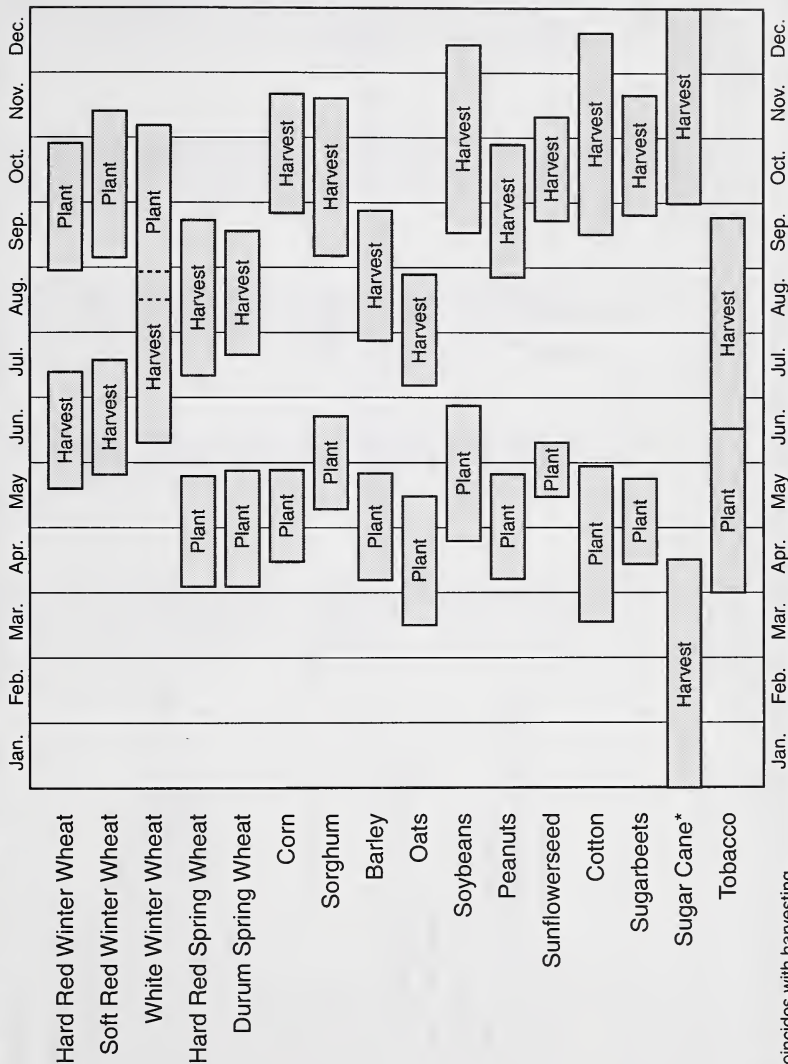 Jan. Feb. Mar. Apr. May Jun. Jul. Aug. Sep. Oct. Nov. Dec.
Hard Red Winter Wheat Harvest Plant
Soft Red Winter Wheat Harvest Plant
White Winter Wheat Harvest Plant
Hard Red Spring Wheat Plant Harvest
Durum Spring Wheat Plant Harvest
Corn Plant Harvest
Sorghum Plant Harvest
Barley Plant Harvest
Oats Plant Harvest
Soybeans Plant Harvest
Peanuts Plant Harvest
Sunflowerseed Plant Harvest
Cotton Plant Harvest
Sugarbeets Plant Harvest
Sugar Cane* Harvest Harvest
Tobacco Plant Harvest
Jan. Feb. Mar. Apr. May Jun. Jul. Aug. Sep. Oct. Nov. Dec.
coincides with harvesting